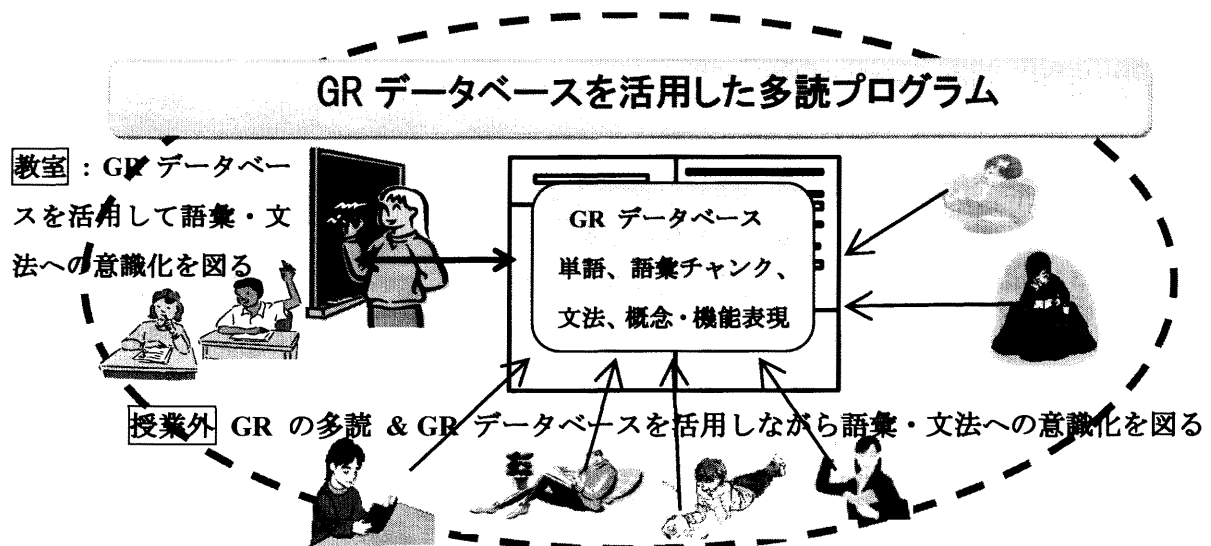 GR データベースを活用した多読プログラム
教室：GR データベー
スを活用して語彙・文
法への意識化を図る
GR データベース
単語、語彙チャンク、
文法、概念・機能表現
授業外 GR の多読 & GR データベースを活用しながら語彙・文法への意識化を図る